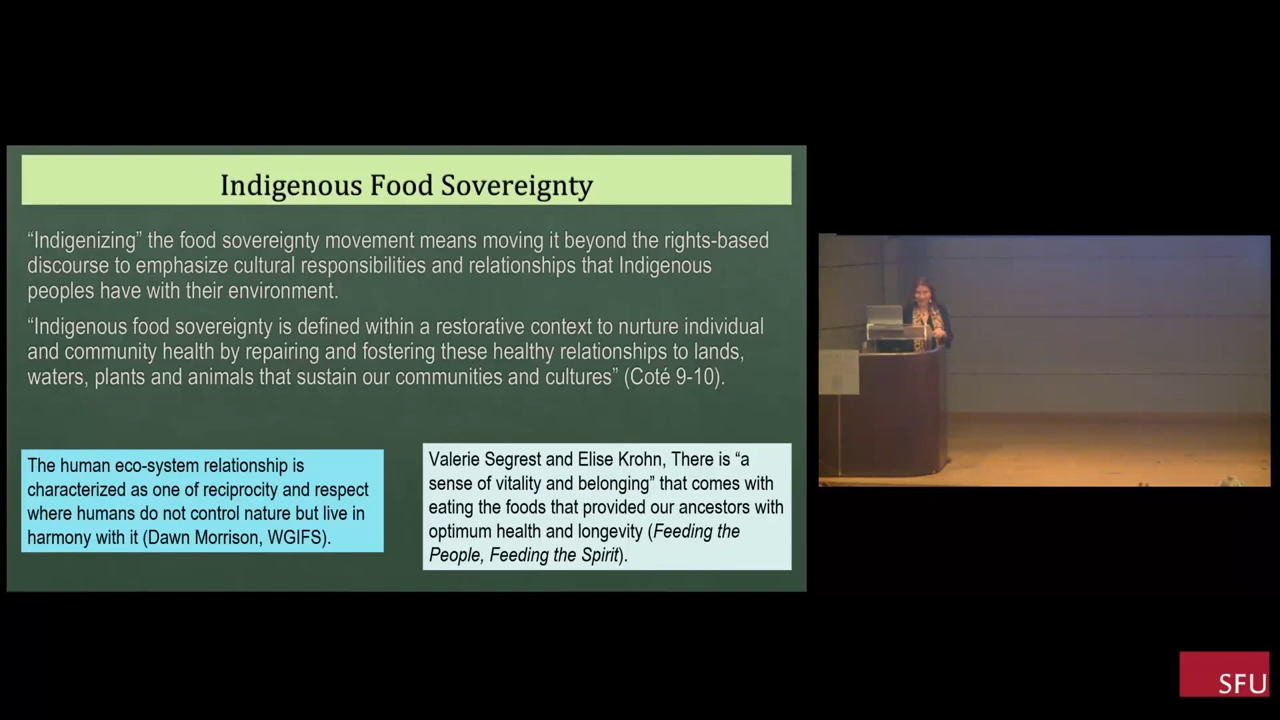 Indigenous Food Sovereignty
“Indigenizing” the food sovereignty movement means moving it beyond the rights-based
discourse to emphasize cultural responsibilities and relationships that Indigenous
peoples have with their environment.
“Indigenous food sovereignty is defined within a restorative context to nurture individual
and community health by repairing and fostering these healthy relationships to lands,
waters, plants and animals that sustain our communities and cultures” (Coté 9-10).
The human eco-system relationship is
characterized as one of reciprocity and respect
where humans do not control nature but live in
harmony with it (Dawn Morrison, WGIFS).
Valerie Segrest and Elise Krohn, There is “a
sense of vitality and belonging” that comes with
eating the foods that provided our ancestors with
optimum health and longevity (Feeding the
People, Feeding the Spirit).
SFU